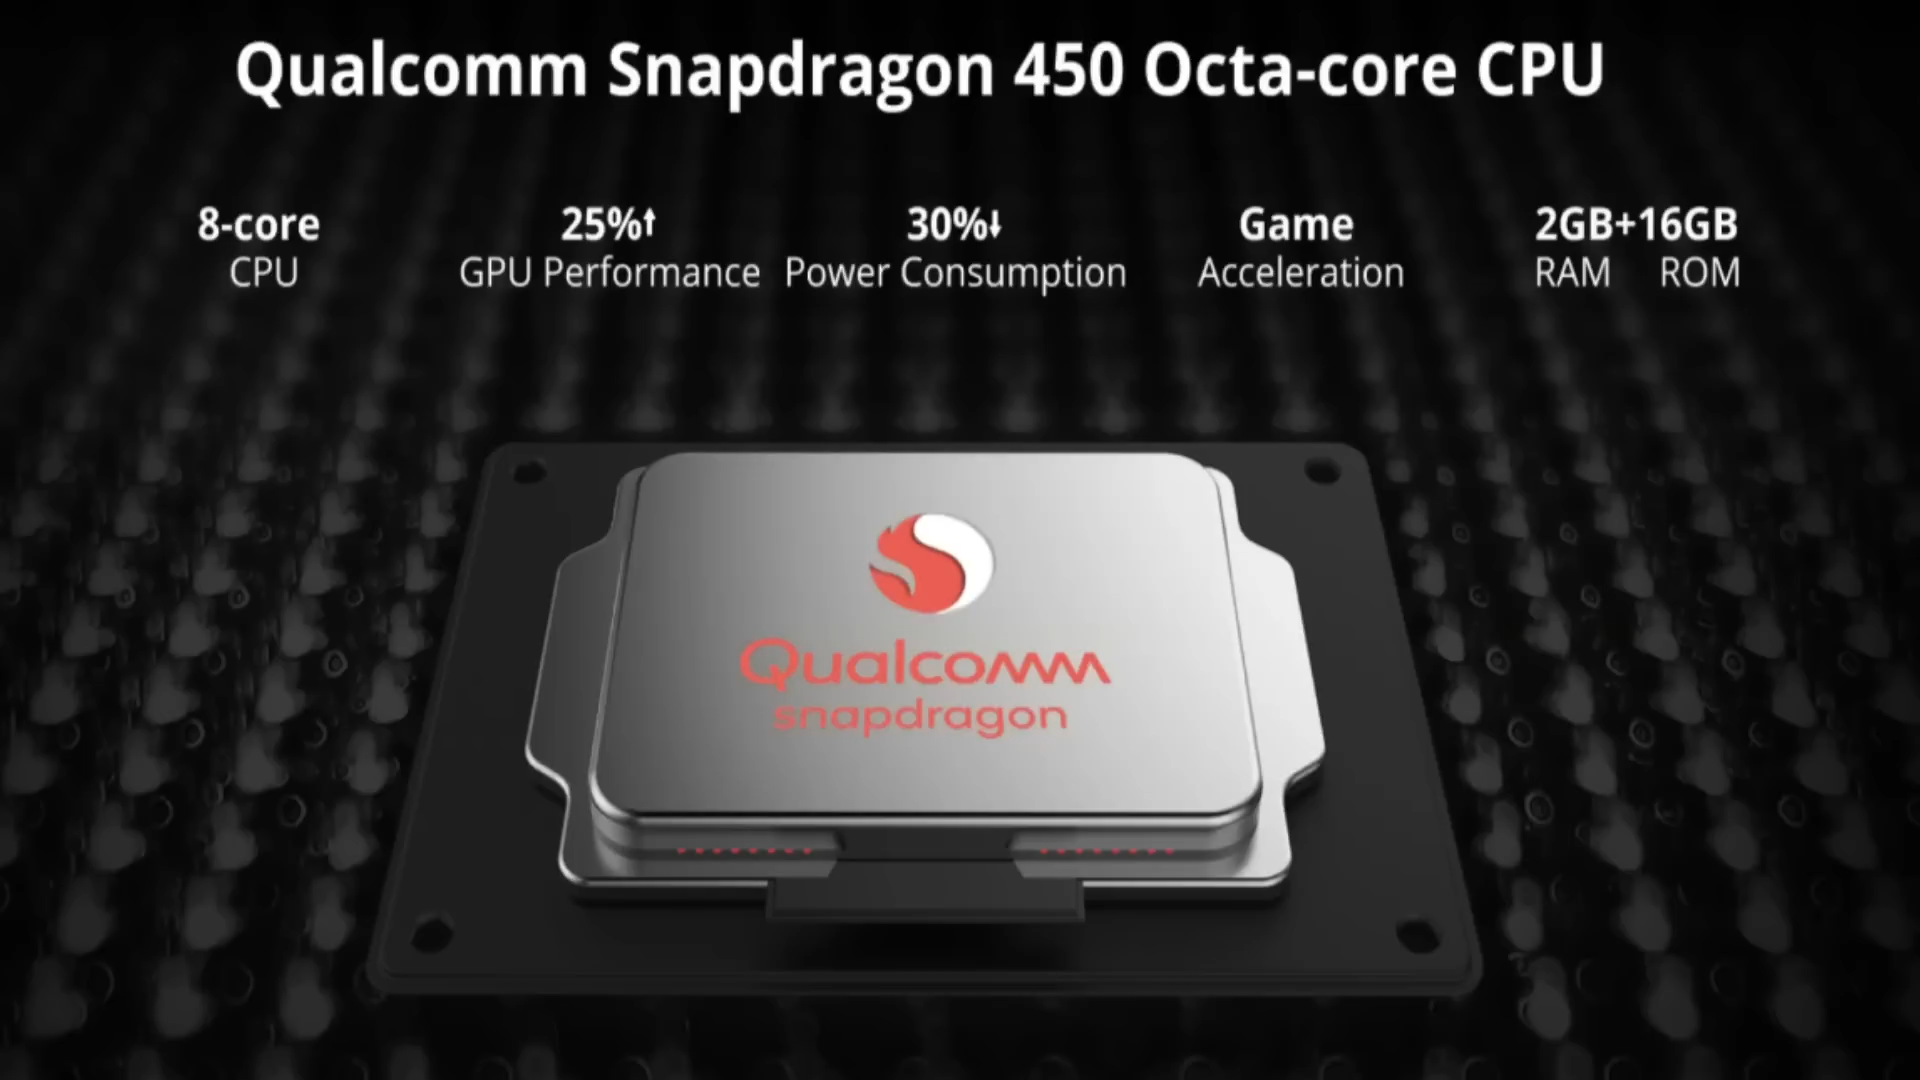 Qualcomm Snapdragon 450 Octa-core CPU
8-core
CPU
25%↑
GPU Performance
30%↓
Power Consumption
Game
Acceleration
2GB+16GB
RAM ROM
Qualcomm
snapdragon